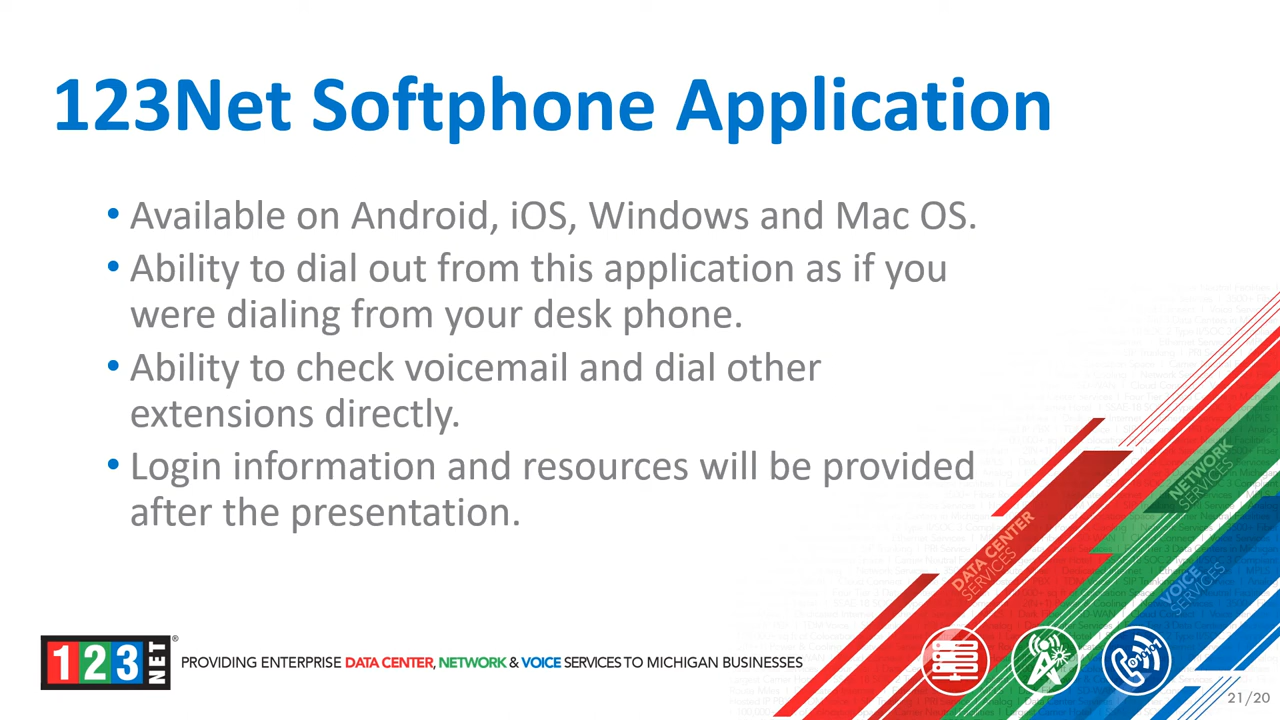 123Net Softphone Application
• Available on Android, iOS, Windows and Mac OS.
• Ability to dial out from this application as if you
were dialing from your desk phone.
• Ability to check voicemail and dial other
extensions directly.
• Login information and resources will be provided
after the presentation.
NETWORK
SERVICES
DATA CENTER
SERVICES
VOICE
SERVICES
123 NET®
PROVIDING ENTERPRISE DATA CENTER, NETWORK & VOICE SERVICES TO MICHIGAN BUSINESSES
21/20